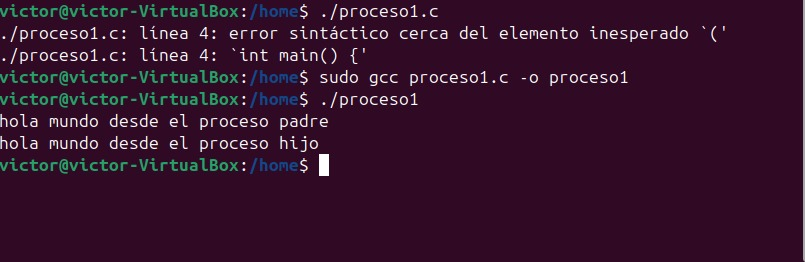 victor@victor-VirtualBox:/home$ ./proceso1.c
./proceso1.c: línea 4: error sintáctico cerca del elemento inesperado `('
./proceso1.c: línea 4: `int main() {'
victor@victor-VirtualBox:/home$ sudo gcc proceso1.c -o proceso1
victor@victor-VirtualBox:/home$ ./proceso1
hola mundo desde el proceso padre
hola mundo desde el proceso hijo
victor@victor-VirtualBox:/home$